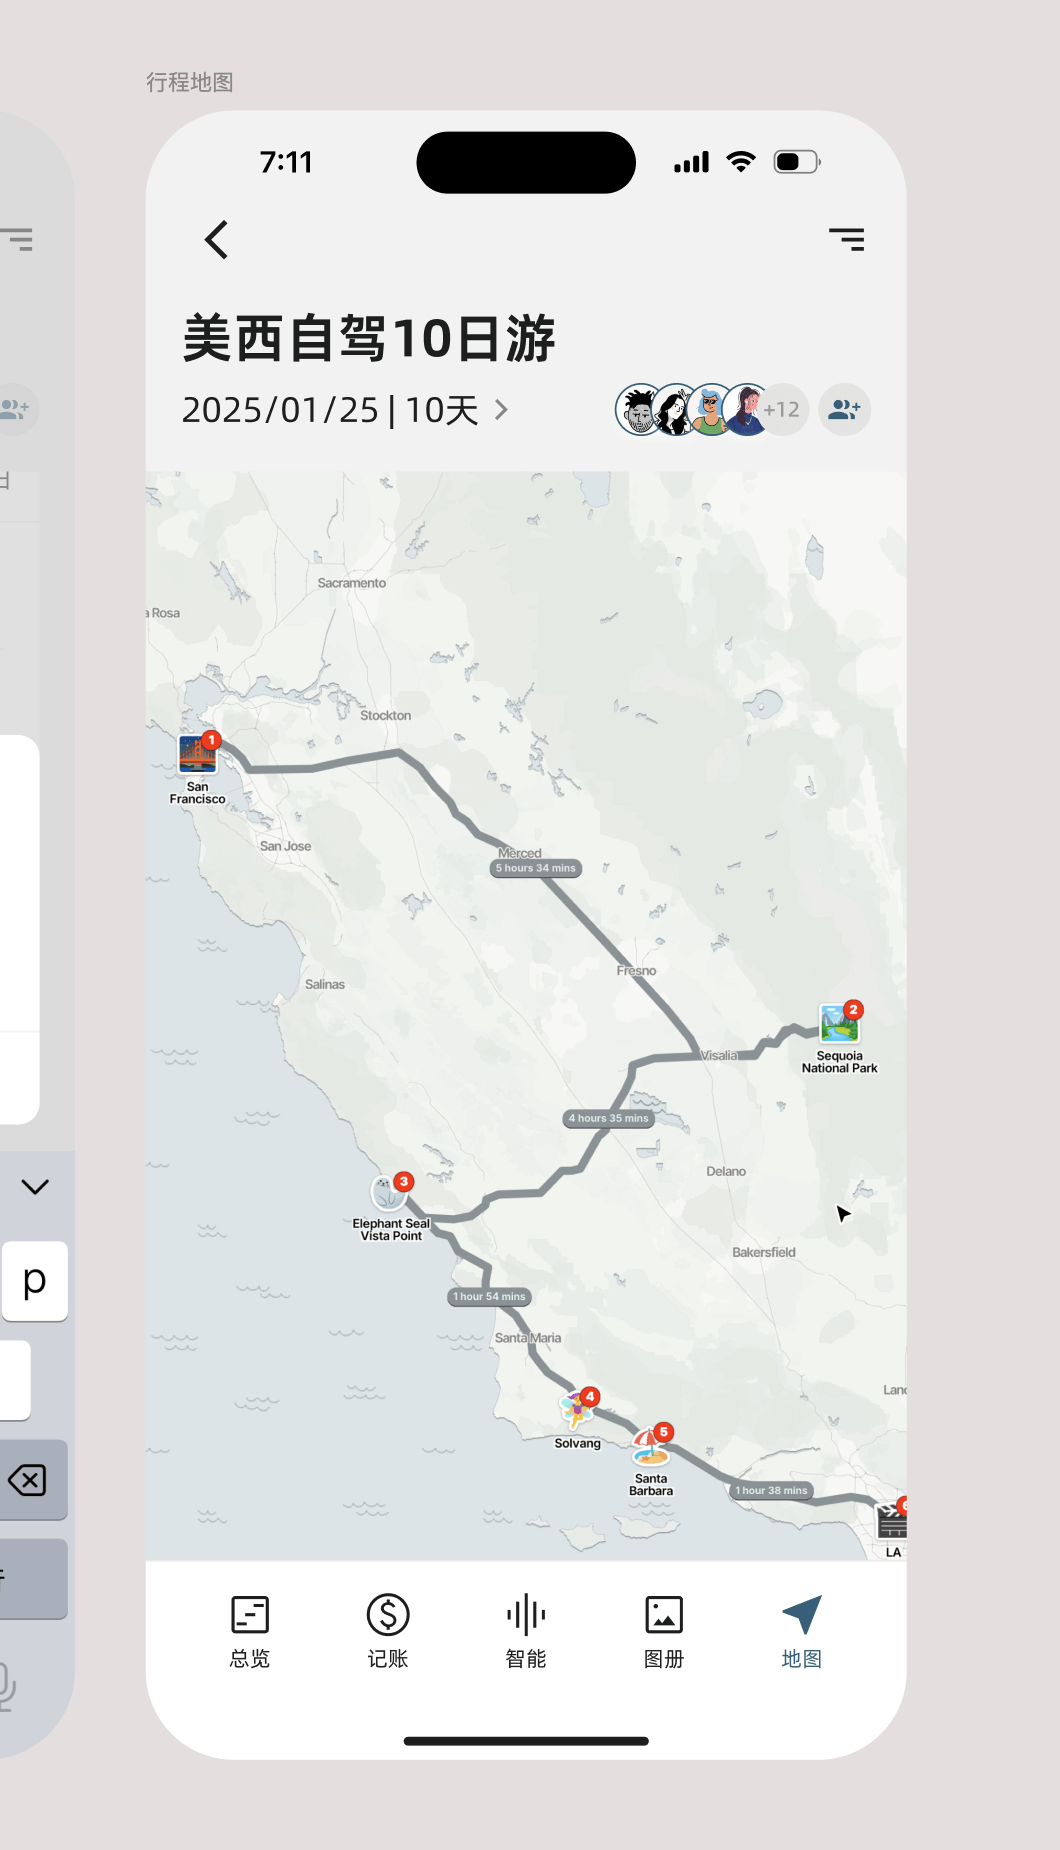 行程地图
7:11
美西自驾10日游
2025/01/25 | 10天
+12
Sacramento
a Rosa
Stockton
1
San
Francisco
San Jose
Merced
5 hours 34 mins
Fresno
Salinas
2
Sequoia
National Park
Visalia
4 hours 35 mins
Delano
3
Elephant Seal
Vista Point
Bakersfield
1 hour 54 mins
Santa Maria
Lanc
4
Solvang
5
Santa
Barbara
1 hour 38 mins
6
LA
p
总览
记账
智能
图册
地图